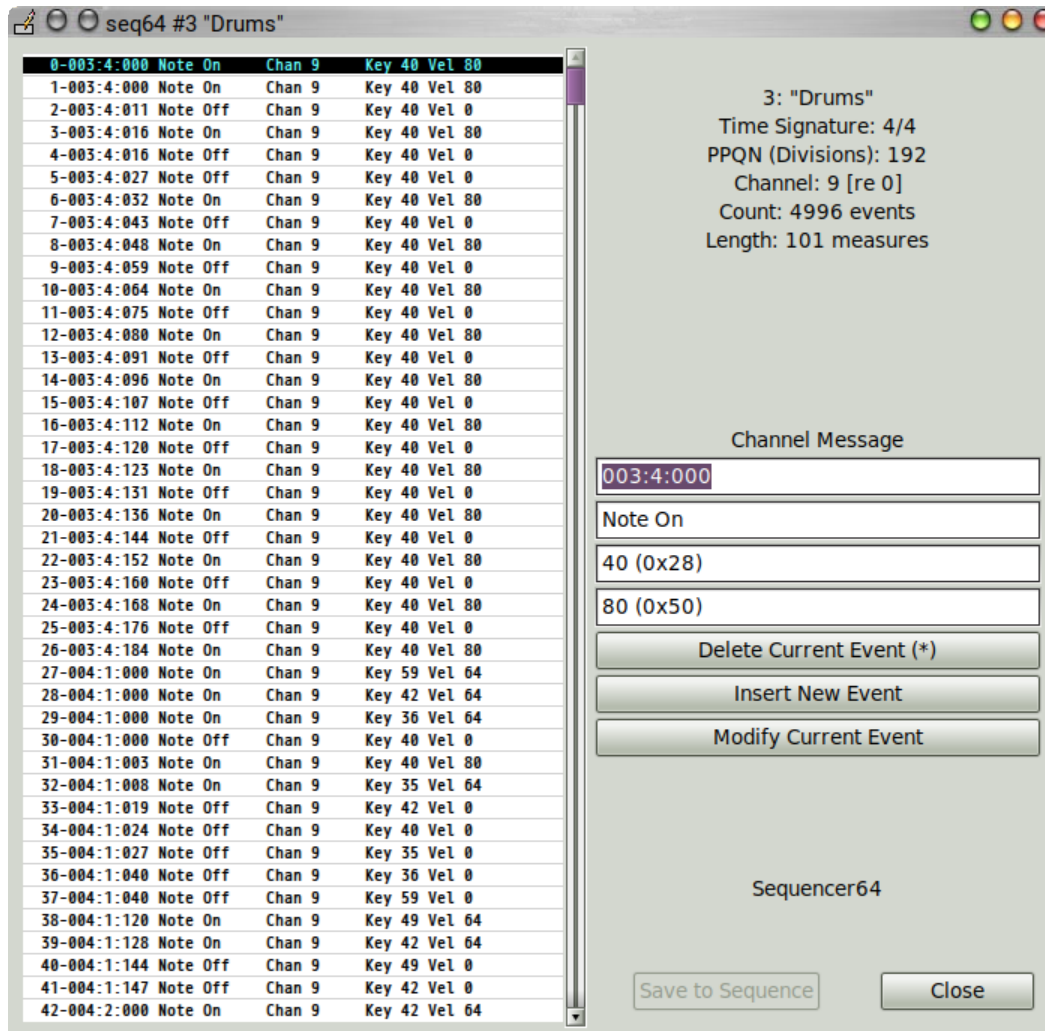 seq64 #3 "Drums"
0-003:4:000 Note On Chan 9 Key 40 Vel 80
1-003:4:000 Note On Chan 9 Key 40 Vel 80
2-003:4:011 Note Off Chan 9 Key 40 Vel 0
3-003:4:016 Note On Chan 9 Key 40 Vel 80
4-003:4:016 Note Off Chan 9 Key 40 Vel 0
5-003:4:027 Note Off Chan 9 Key 40 Vel 0
6-003:4:032 Note On Chan 9 Key 40 Vel 80
7-003:4:043 Note Off Chan 9 Key 40 Vel 0
8-003:4:048 Note On Chan 9 Key 40 Vel 80
9-003:4:059 Note Off Chan 9 Key 40 Vel 0
10-003:4:064 Note On Chan 9 Key 40 Vel 80
11-003:4:075 Note Off Chan 9 Key 40 Vel 0
12-003:4:080 Note On Chan 9 Key 40 Vel 80
13-003:4:091 Note Off Chan 9 Key 40 Vel 0
14-003:4:096 Note On Chan 9 Key 40 Vel 80
15-003:4:107 Note Off Chan 9 Key 40 Vel 0
16-003:4:112 Note On Chan 9 Key 40 Vel 80
17-003:4:120 Note Off Chan 9 Key 40 Vel 0
18-003:4:123 Note On Chan 9 Key 40 Vel 80
19-003:4:131 Note Off Chan 9 Key 40 Vel 0
20-003:4:136 Note On Chan 9 Key 40 Vel 80
21-003:4:144 Note Off Chan 9 Key 40 Vel 0
22-003:4:152 Note On Chan 9 Key 40 Vel 80
23-003:4:160 Note Off Chan 9 Key 40 Vel 0
24-003:4:168 Note On Chan 9 Key 40 Vel 80
25-003:4:176 Note Off Chan 9 Key 40 Vel 0
26-003:4:184 Note On Chan 9 Key 40 Vel 80
27-004:1:000 Note On Chan 9 Key 59 Vel 64
28-004:1:000 Note On Chan 9 Key 42 Vel 64
29-004:1:000 Note On Chan 9 Key 36 Vel 64
30-004:1:000 Note Off Chan 9 Key 40 Vel 0
31-004:1:003 Note On Chan 9 Key 40 Vel 80
32-004:1:008 Note On Chan 9 Key 35 Vel 64
33-004:1:019 Note Off Chan 9 Key 42 Vel 0
34-004:1:024 Note Off Chan 9 Key 40 Vel 0
35-004:1:027 Note Off Chan 9 Key 35 Vel 0
36-004:1:040 Note Off Chan 9 Key 36 Vel 0
37-004:1:040 Note Off Chan 9 Key 59 Vel 0
38-004:1:120 Note On Chan 9 Key 49 Vel 64
39-004:1:128 Note On Chan 9 Key 42 Vel 64
40-004:1:144 Note Off Chan 9 Key 49 Vel 0
41-004:1:147 Note Off Chan 9 Key 42 Vel 0
42-004:2:000 Note On Chan 9 Key 42 Vel 64
3: "Drums"
Time Signature: 4/4
PPQN (Divisions): 192
Channel: 9 [re 0]
Count: 4996 events
Length: 101 measures
Channel Message
003:4:000
Note On
40 (0x28)
80 (0x50)
Delete Current Event (*)
Insert New Event
Modify Current Event
Sequencer64
Save to Sequence
Close